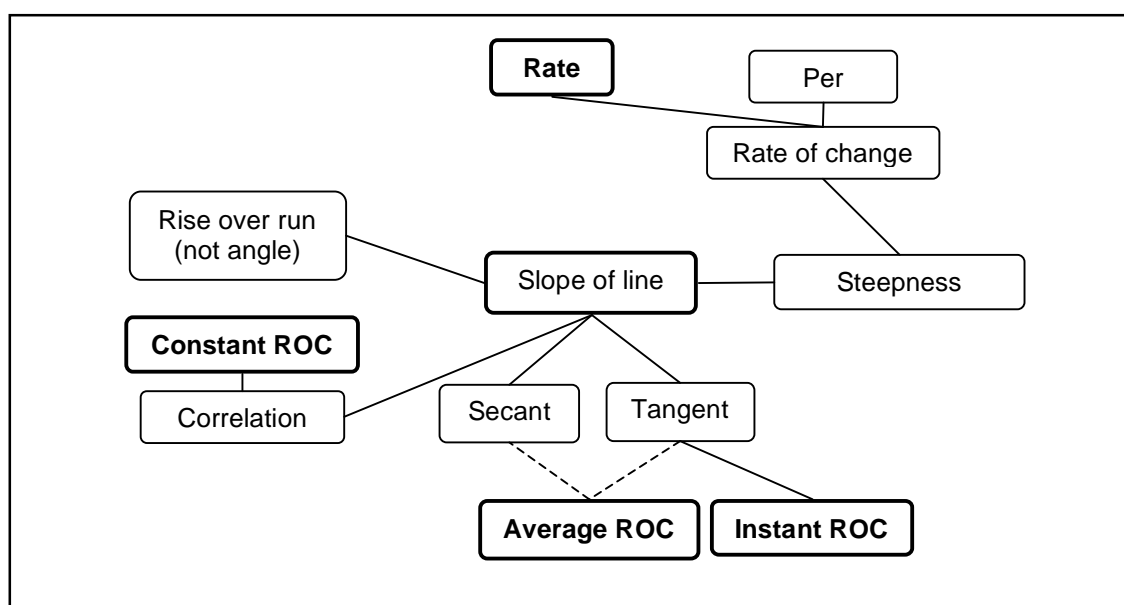 Rate
Per
Rate of change
Rise over run
(not angle)
Slope of line
Steepness
Constant ROC
Correlation
Secant
Tangent
Average ROC
Instant ROC